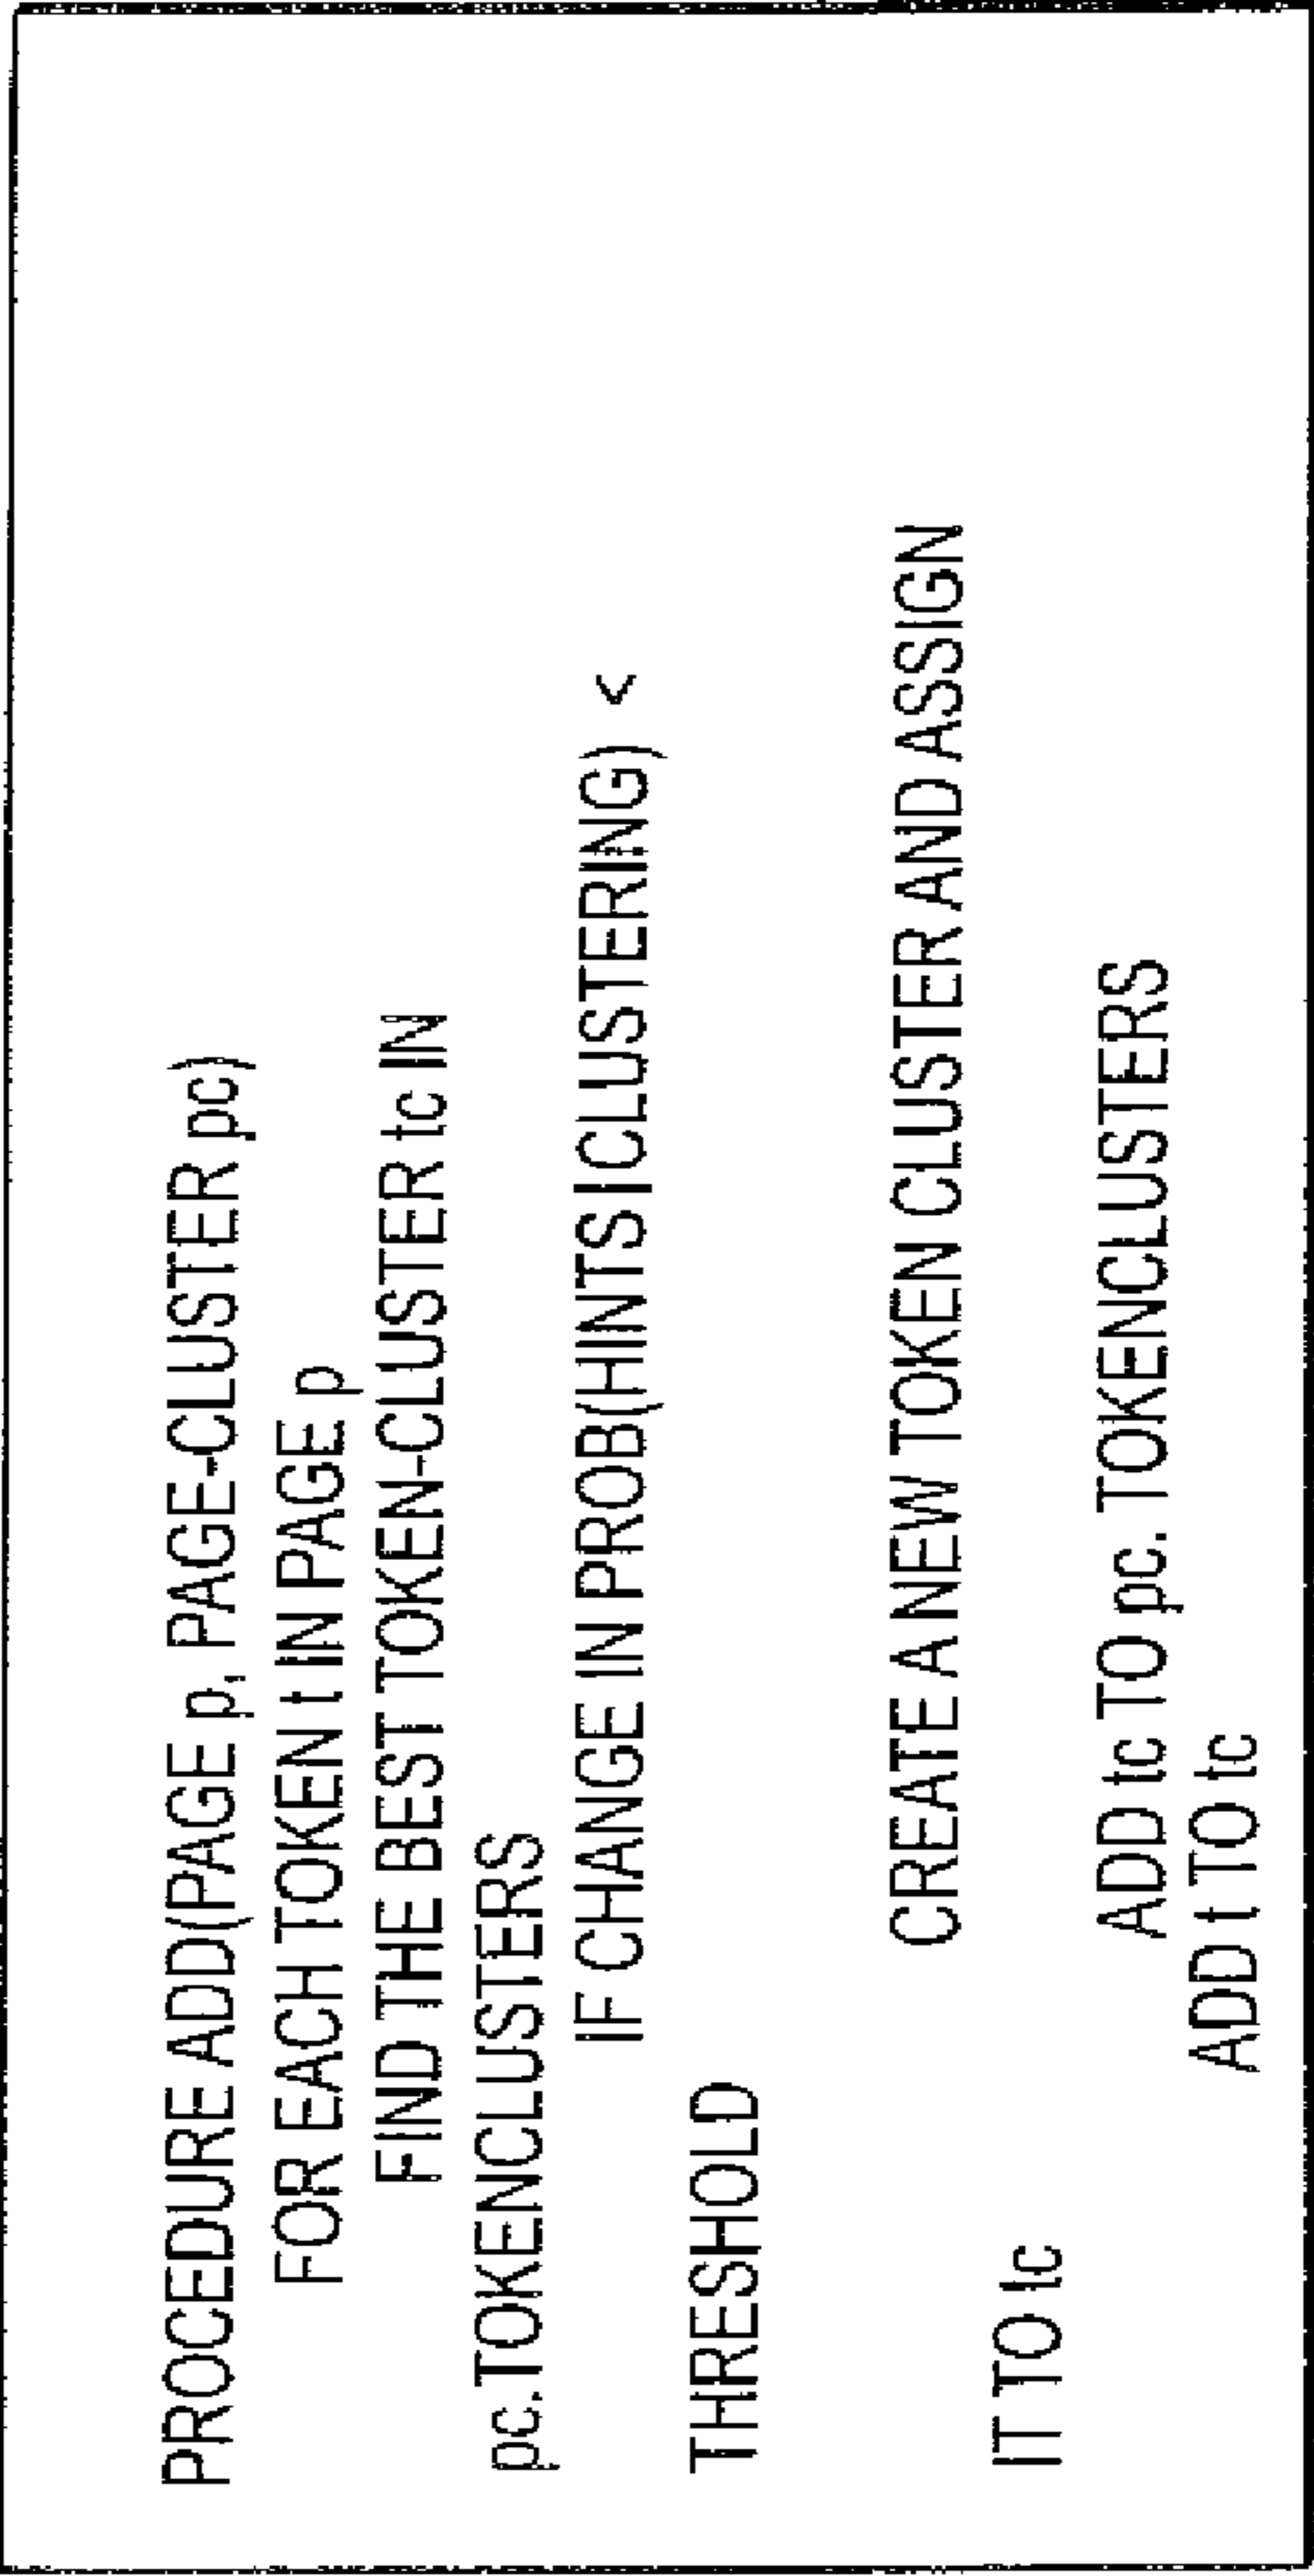 PROCEDURE ADD(PAGE p, PAGE-CLUSTER pc)
FOR EACH TOKEN t IN PAGE p
FIND THE BEST TOKEN-CLUSTER tc IN
pc.TOKENCLUSTERS
IF CHANGE IN PROB(HINTS|CLUSTERING) <
THRESHOLD
CREATE A NEW TOKEN CLUSTER AND ASSIGN
IT TO tc
ADD tc TO pc. TOKENCLUSTERS
ADD t TO tc